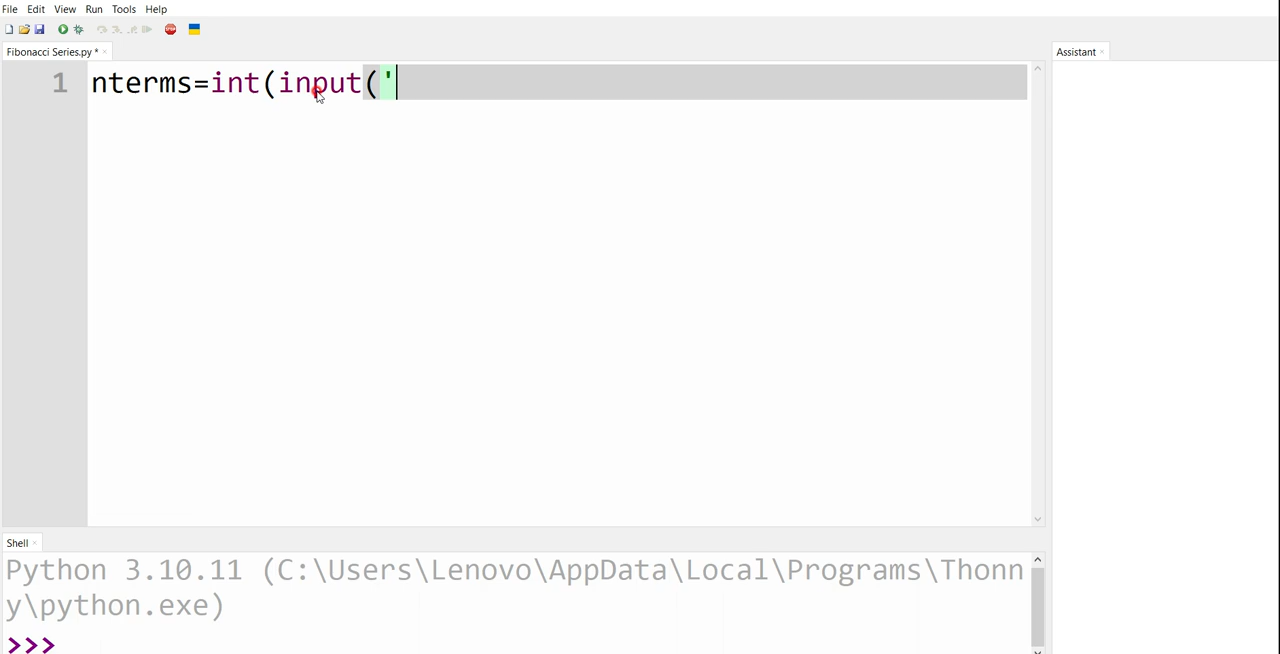 File Edit View Run Tools Help
STOP
Fibonacci Series.py * ×
Assistant ×
1 nterms=int(input('
Shell ×
Python 3.10.11 (C:\Users\Lenovo\AppData\Local\Programs\Thonn
y\python.exe)
>>>